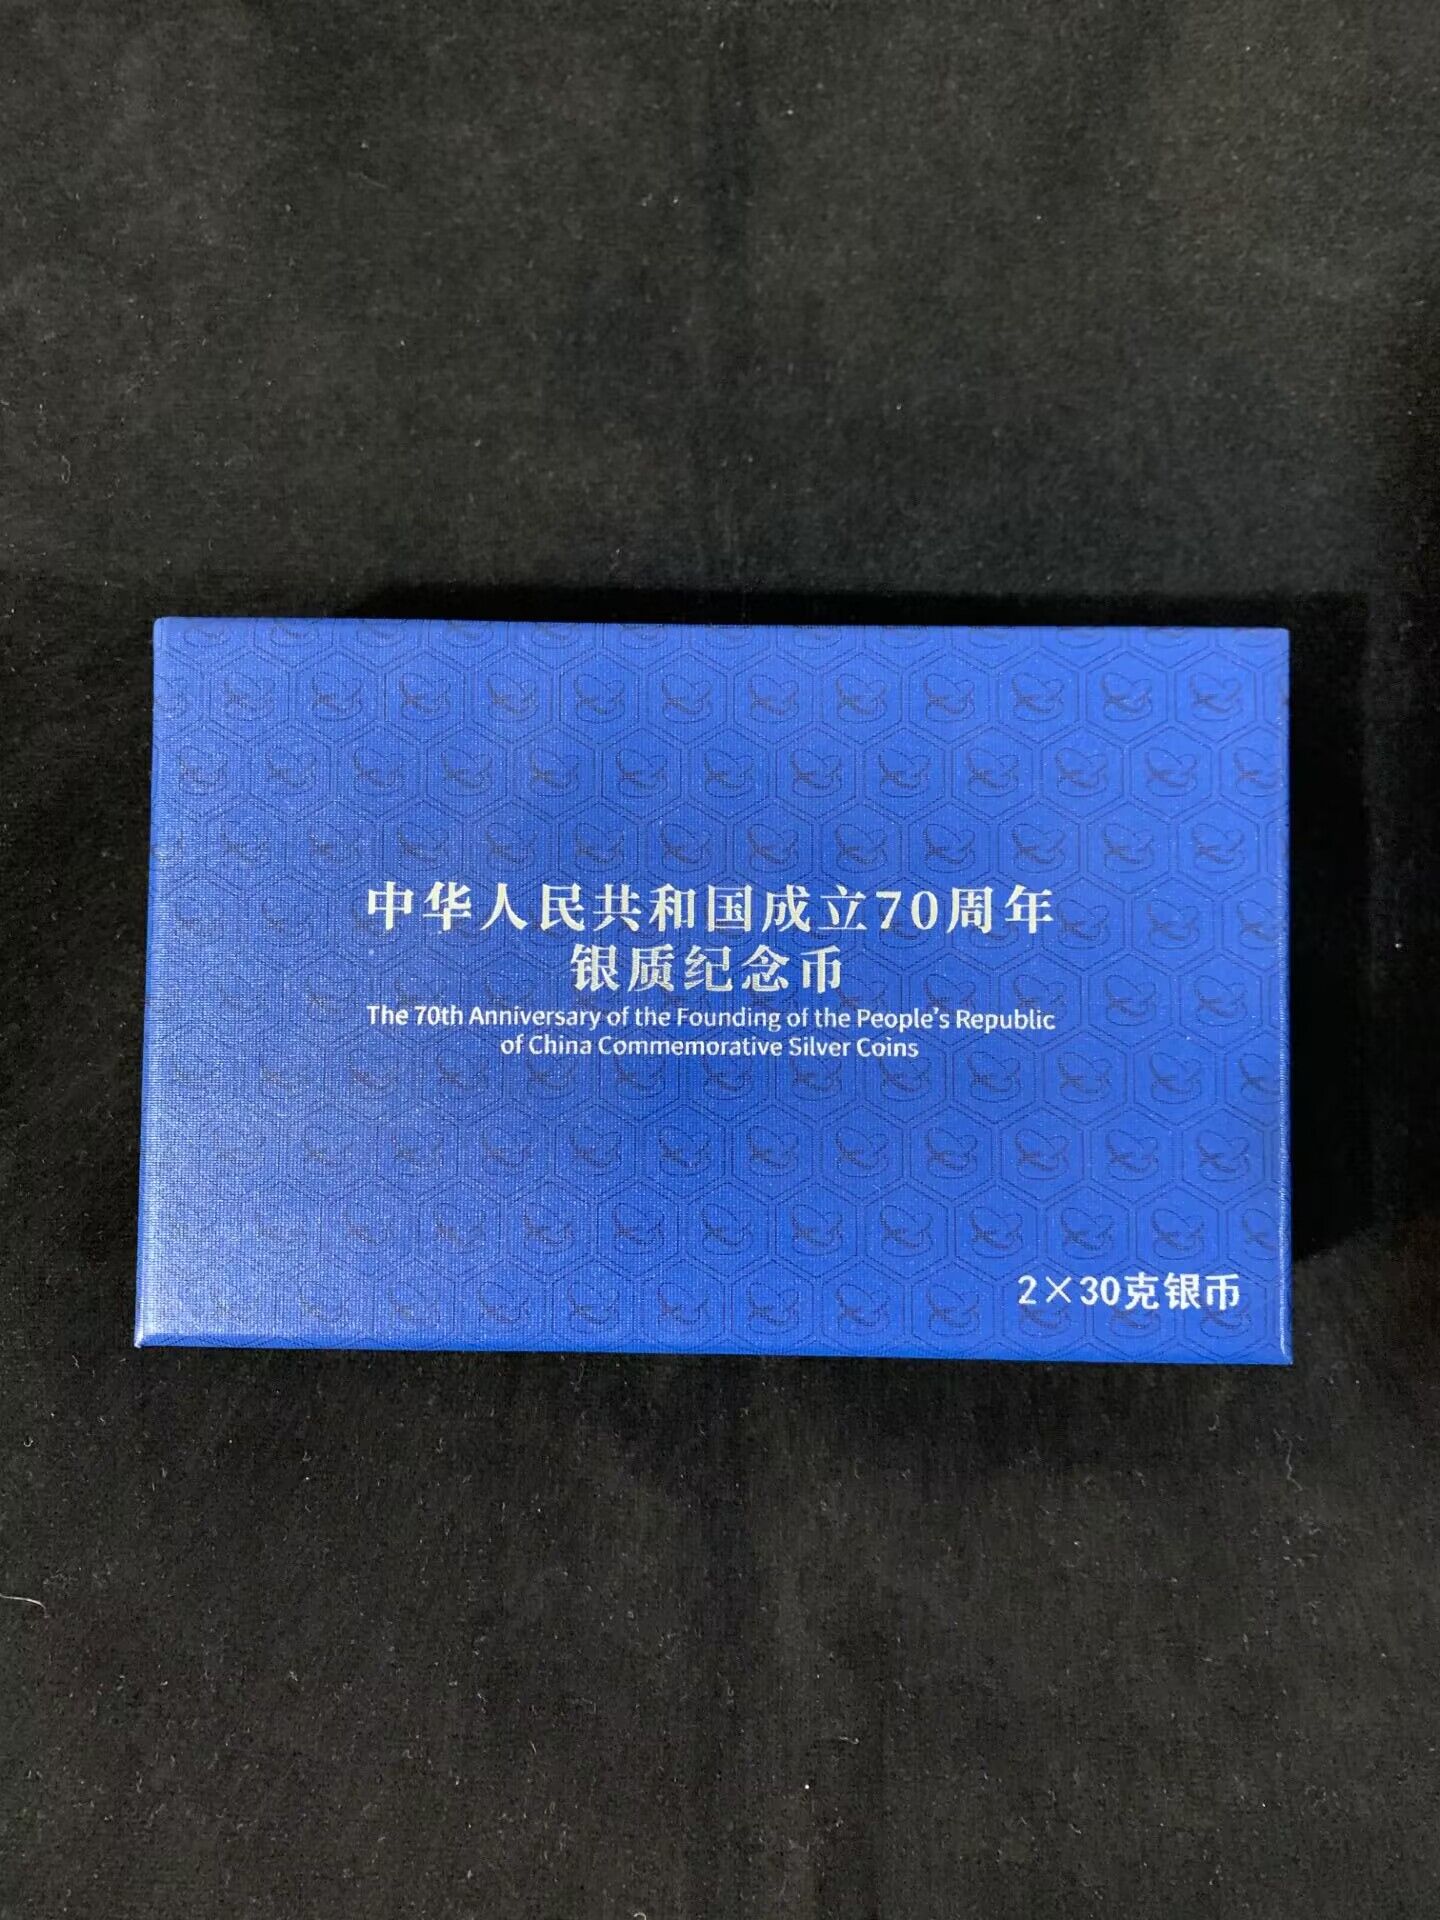 中华人民共和国成立70周年
银质纪念币
The 70th Anniversary of the Founding of the People's Republic
of China Commemorative Silver Coins
2×30克银币